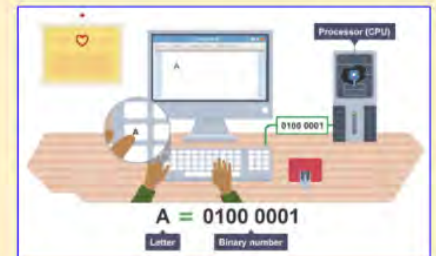 Processor (CPU)
A
A
0100 0001
A = 0100 0001
Letter
Binary number